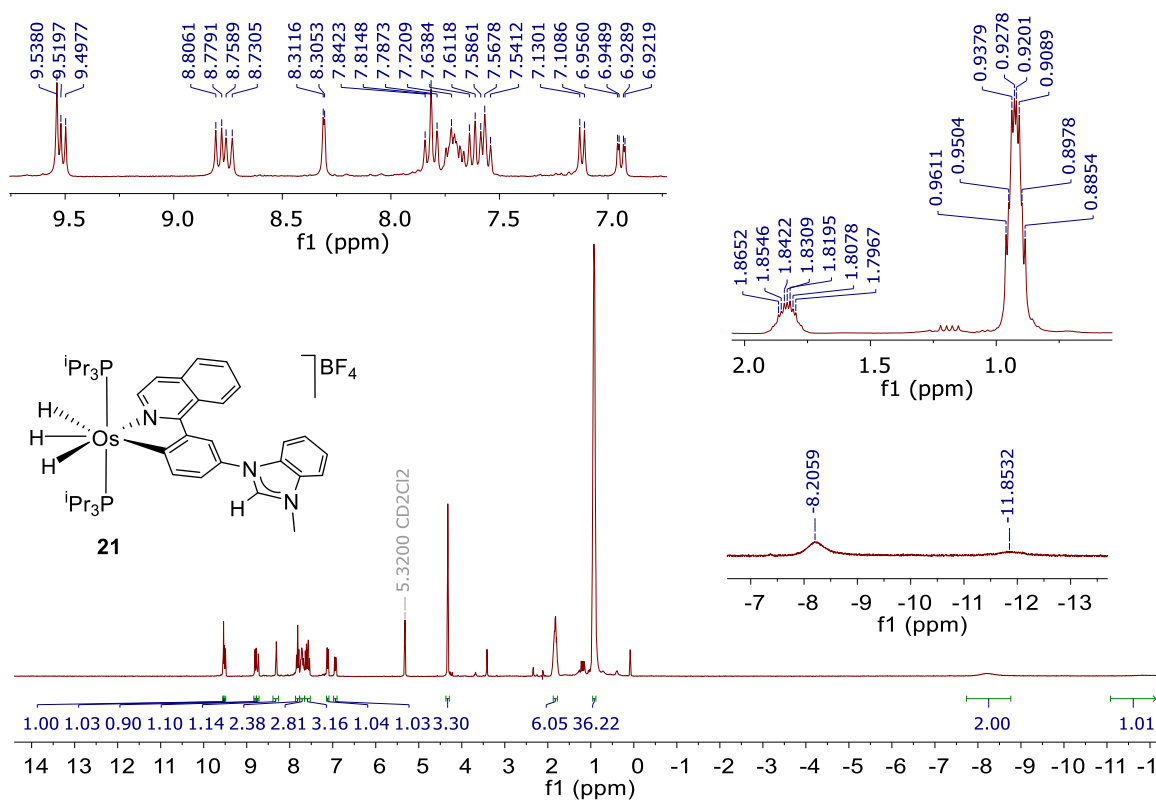 9.5380
9.5197
9.4977
8.8061
8.7791
8.7589
8.7305
8.3116
8.3053
7.8423
7.8148
7.7873
7.7209
7.6384
7.6118
7.5861
7.5678
7.5412
7.1301
7.1086
6.9560
6.9489
6.9289
6.9219
9.5 9.0 8.5 8.0 7.5 7.0
f1 (ppm)
0.9611
0.9504
0.9379
0.9278
0.9201
0.9089
0.8978
0.8854
1.8652
1.8546
1.8422
1.8309
1.8195
1.8078
1.7967
2.0 1.5 1.0
f1 (ppm)
iPr3P
BF4
H
H
H
Os
N
N
N
H
iPr3P
21
5.3200 CD2Cl2
-8.2059
-11.8532
-7 -8 -9 -10 -11 -12 -13
f1 (ppm)
1.00 1.03 0.90 1.10 1.14 2.38 2.81 3.16 1.04 1.03 3.30 6.05 36.22 2.00 1.01
14 13 12 11 10 9 8 7 6 5 4 3 2 1 0 -1 -2 -3 -4 -5 -6 -7 -8 -9 -10 -11 -1
f1 (ppm)